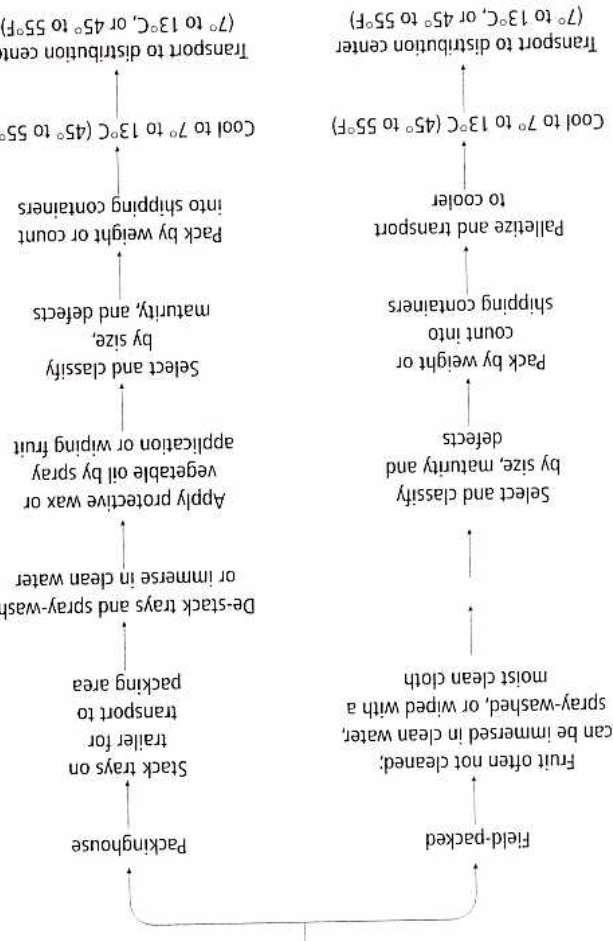 Field-packed
Fruit often not cleaned;
can be immersed in clean water,
spray-washed, or wiped with a
moist clean cloth
Select and classify
by size, maturity and
defects
Pack by weight or
count into
shipping containers
Palletize and transport
to cooler
Cool to 7° to 13°C (45° to 55°F)
Transport to distribution center
(7° to 13°C, or 45° to 55°F)
Packinghouse
Stack trays on
trailer for
transport to
packing area
De-stack trays and spray-wash
or immerse in clean water
Apply protective wax or
vegetable oil by spray
application or wiping fruit
Select and classify
by size,
maturity, and defects
Pack by weight or count
into shipping containers
Cool to 7° to 13°C (45° to 55°
Transport to distribution cente
(7° to 13°C, or 45° to 55°F)